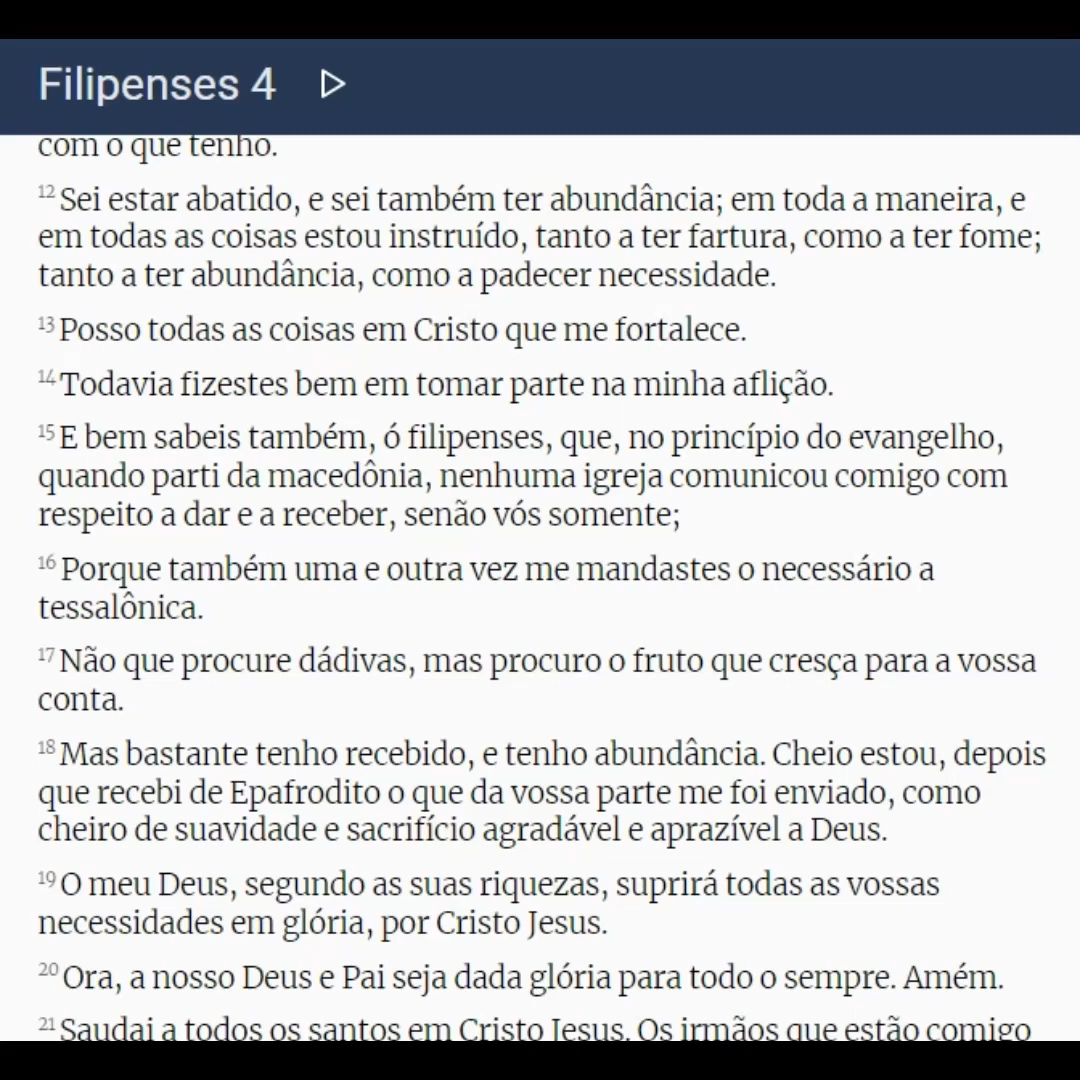 Filipenses 4
com o que tenho.
12 Sei estar abatido, e sei também ter abundância; em toda a maneira, e
em todas as coisas estou instruído, tanto a ter fartura, como a ter fome;
tanto a ter abundância, como a padecer necessidade.
13 Posso todas as coisas em Cristo que me fortalece.
14 Todavia fizestes bem em tomar parte na minha aflição.
15 E bem sabeis também, ó filipenses, que, no princípio do evangelho,
quando parti da macedônia, nenhuma igreja comunicou comigo com
respeito a dar e a receber, senão vós somente;
16 Porque também uma e outra vez me mandastes o necessário a
tessalônica.
17 Não que procure dádivas, mas procuro o fruto que cresça para a vossa
conta.
18 Mas bastante tenho recebido, e tenho abundância. Cheio estou, depois
que recebi de Epafrodito o que da vossa parte me foi enviado, como
cheiro de suavidade e sacrifício agradável e aprazível a Deus.
19 O meu Deus, segundo as suas riquezas, suprirá todas as vossas
necessidades em glória, por Cristo Jesus.
20 Ora, a nosso Deus e Pai seja dada glória para todo o sempre. Amém.
21 Saudai a todos os santos em Cristo Jesus. Os irmãos que estão comigo